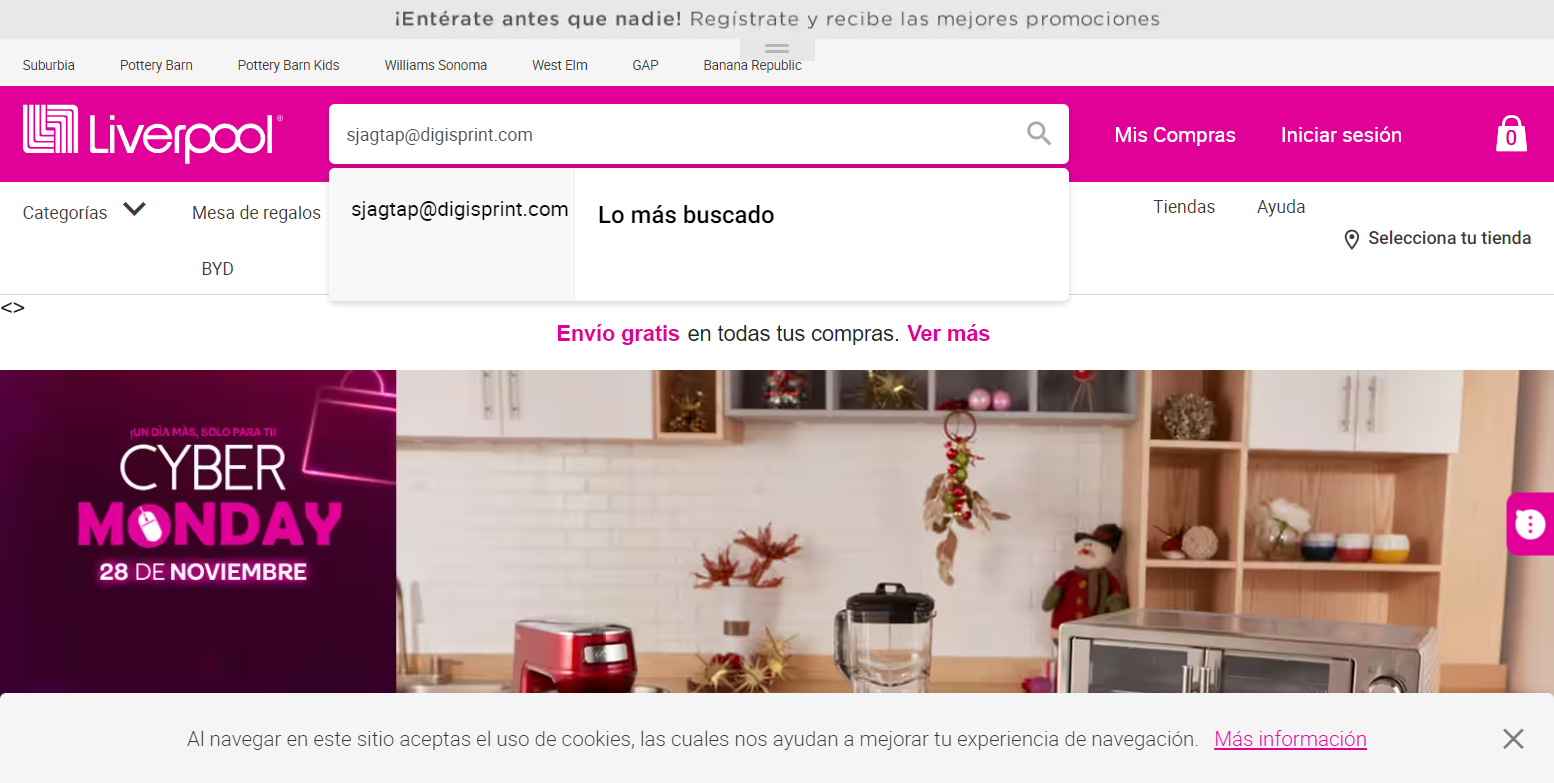 ¡Entérate antes que nadie! Regístrate y recibe las mejores promociones
Suburbia Pottery Barn Pottery Barn Kids Williams Sonoma West Elm GAP Banana Republic
Liverpool®
sjagtap@digisprint.com
Mis Compras Iniciar sesión 0
sjagtap@digisprint.com Lo más buscado
Categorías Mesa de regalos Tiendas Ayuda
Selecciona tu tienda
BYD
<>
Envío gratis en todas tus compras. Ver más
¡UN DÍA MÁS, SOLO PARA TI!
CYBER
MONDAY
28 DE NOVIEMBRE
Al navegar en este sitio aceptas el uso de cookies, las cuales nos ayudan a mejorar tu experiencia de navegación. Más información